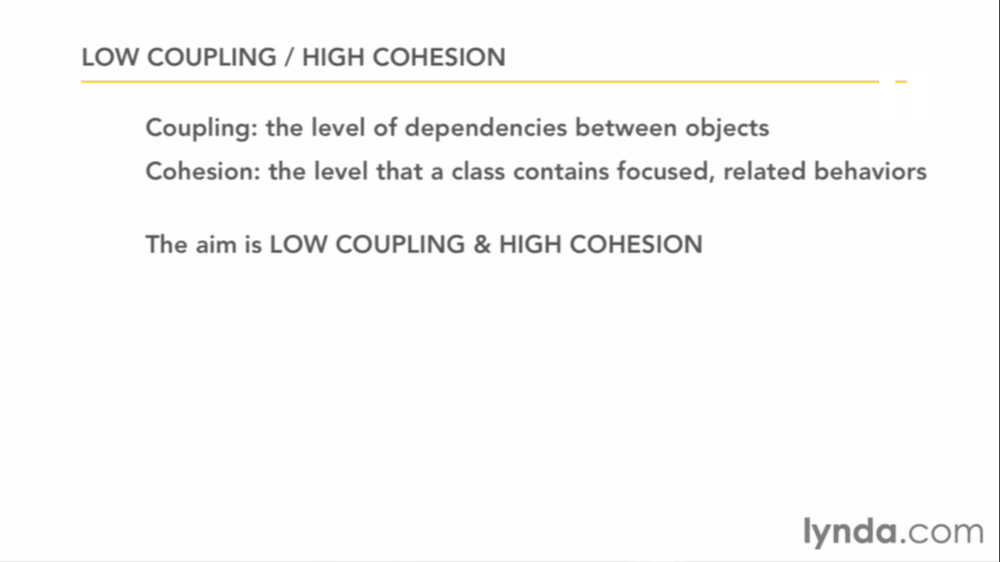 LOW COUPLING / HIGH COHESION
Coupling: the level of dependencies between objects
Cohesion: the level that a class contains focused, related behaviors
The aim is LOW COUPLING & HIGH COHESION
lynda.com